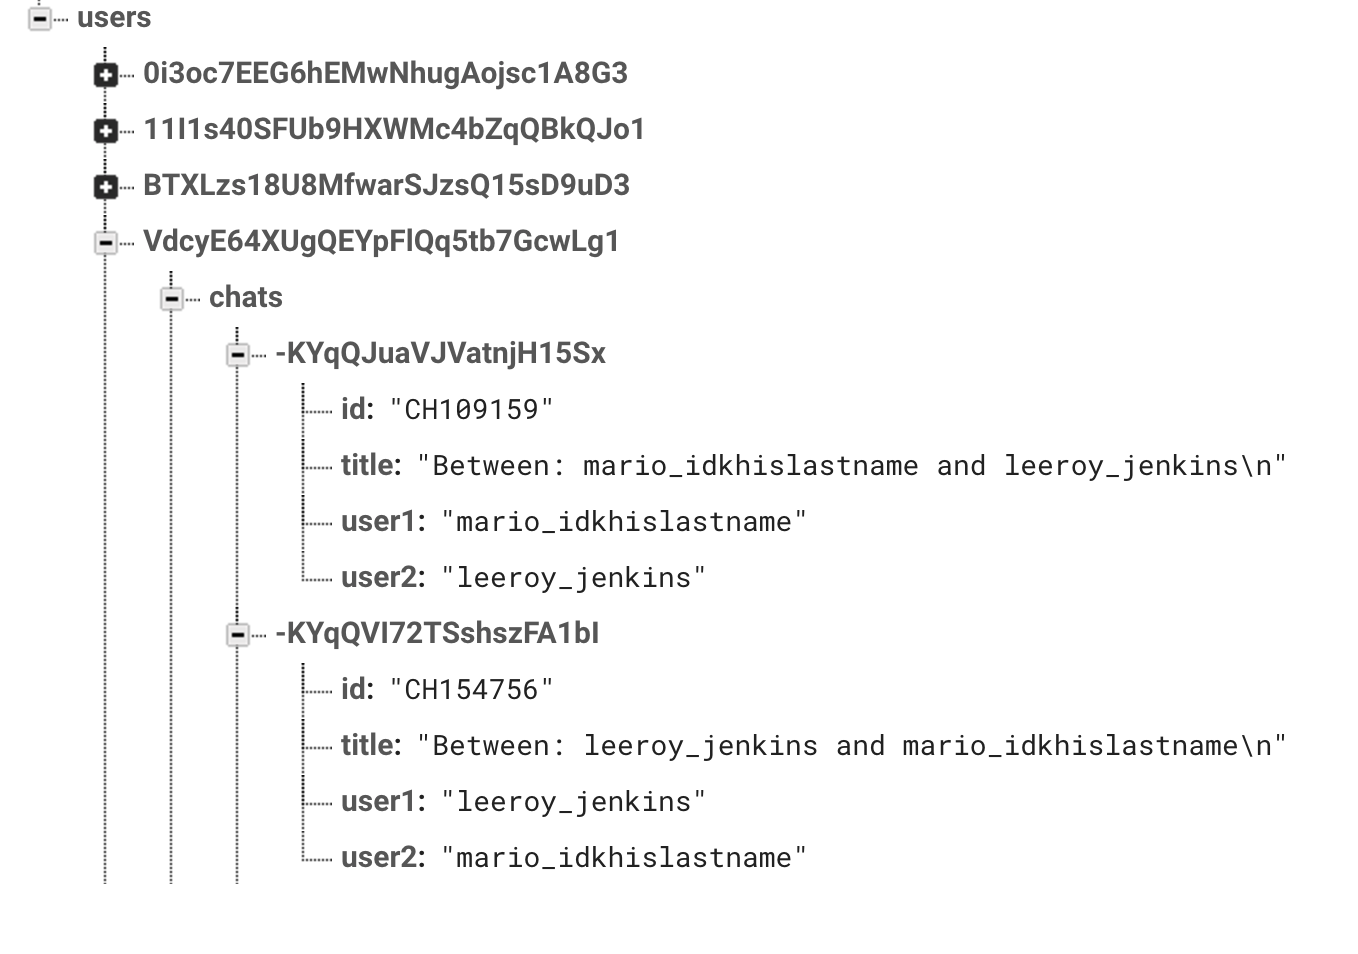 users
0i3oc7EEG6hEMwNhugAojsc1A8G3
11I1s40SFUb9HXWMc4bZqQBkQJo1
BTXLzs18U8MfwarSJzsQ15sD9uD3
VdcyE64XUgQEYpFlQq5tb7GcwLg1
chats
-KYqQJuaVJVatnjH15Sx
id: "CH109159"
title: "Between: mario_idkhislastname and leeroy_jenkins\n"
user1: "mario_idkhislastname"
user2: "leeroy_jenkins"
-KYqQVI72TSshszFA1bI
id: "CH154756"
title: "Between: leeroy_jenkins and mario_idkhislastname\n"
user1: "leeroy_jenkins"
user2: "mario_idkhislastname"